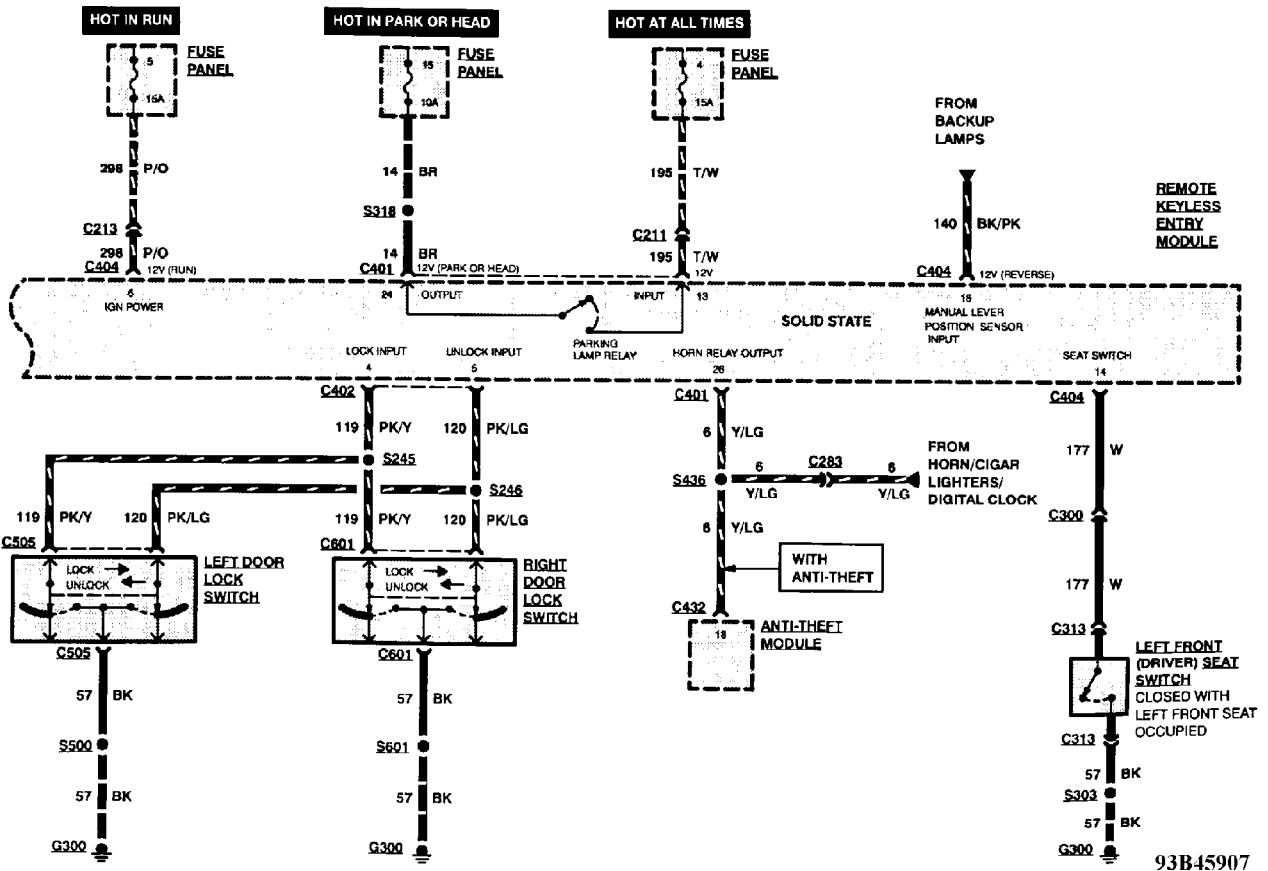 HOT IN RUN
HOT IN PARK OR HEAD
HOT AT ALL TIMES
5
15A
FUSE
PANEL
15
10A
FUSE
PANEL
4
15A
FUSE
PANEL
FROM
BACKUP
LAMPS
298 P/O
14 BR
195 T/W
S318
C213
C211
140 BK/PK
REMOTE
KEYLESS
ENTRY
MODULE
298 P/O
14 BR
195 T/W
C404 12V (RUN)
C401 12V (PARK OR HEAD)
12V
C404 12V (REVERSE)
6
IGN POWER
24 OUTPUT
INPUT 13
18
MANUAL LEVER
POSITION SENSOR
INPUT
SOLID STATE
PARKING
LAMP RELAY
LOCK INPUT
4
UNLOCK INPUT
5
HORN RELAY OUTPUT
26
SEAT SWITCH
14
C402
C401
C404
119 PK/Y
120 PK/LG
6 Y/LG
177 W
S245
S246
S436
6
Y/LG
C283
6
Y/LG
FROM
HORN/CIGAR
LIGHTERS/
DIGITAL CLOCK
119 PK/Y
120 PK/LG
119 PK/Y
120 PK/LG
6 Y/LG
C300
C505
C601
WITH
ANTI-THEFT
177 W
LOCK
UNLOCK
LEFT DOOR
LOCK
SWITCH
LOCK
UNLOCK
RIGHT
DOOR
LOCK
SWITCH
C432
18
ANTI-THEFT
MODULE
C313
LEFT FRONT
(DRIVER) SEAT
SWITCH
CLOSED WITH
LEFT FRONT SEAT
OCCUPIED
C505
C601
C313
57 BK
57 BK
57 BK
S500
S601
S303
57 BK
57 BK
57 BK
G300
G300
G300
93B45907